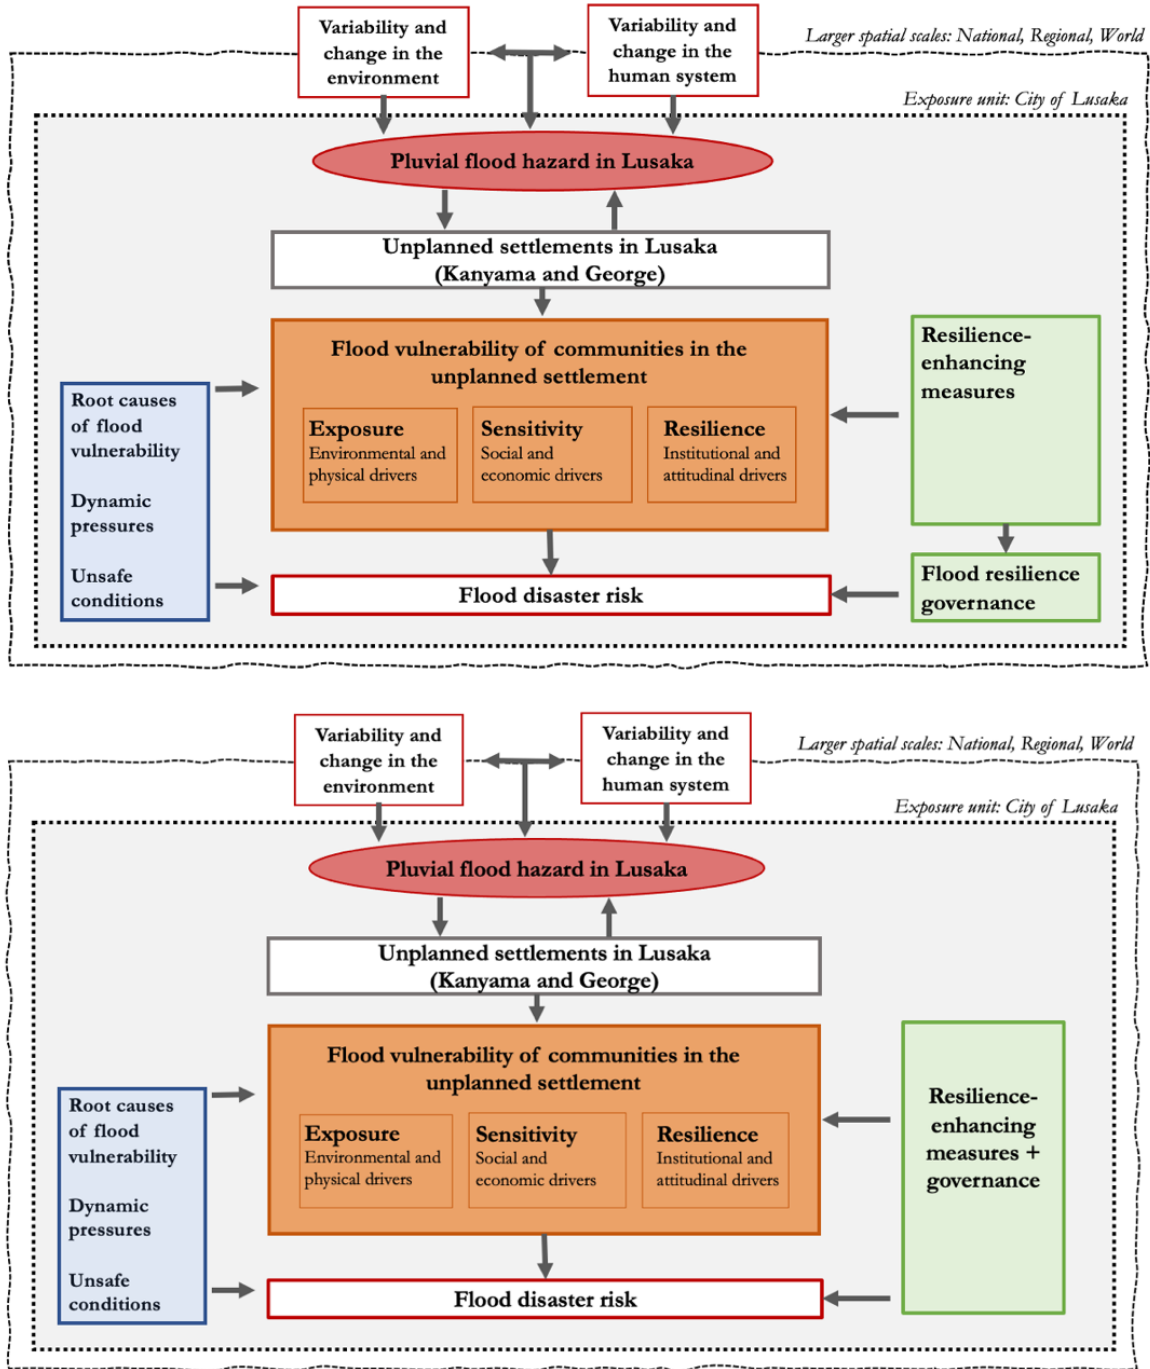 Variability and
change in the
environment
Variability and
change in the
human system
Larger spatial scales: National, Regional, World
Exposure unit: City of Lusaka
Pluvial flood hazard in Lusaka
Unplanned settlements in Lusaka
(Kanyama and George)
Flood vulnerability of communities in the
unplanned settlement
Exposure
Environmental and
physical drivers
Sensitivity
Social and
economic drivers
Resilience
Institutional and
attitudinal drivers
Root causes
of flood
vulnerability
Dynamic
pressures
Unsafe
conditions
Resilience-
enhancing
measures
Flood resilience
governance
Flood disaster risk
Variability and
change in the
environment
Variability and
change in the
human system
Larger spatial scales: National, Regional, World
Exposure unit: City of Lusaka
Pluvial flood hazard in Lusaka
Unplanned settlements in Lusaka
(Kanyama and George)
Flood vulnerability of communities in the
unplanned settlement
Exposure
Environmental and
physical drivers
Sensitivity
Social and
economic drivers
Resilience
Institutional and
attitudinal drivers
Root causes
of flood
vulnerability
Dynamic
pressures
Unsafe
conditions
Resilience-
enhancing
measures +
governance
Flood disaster risk